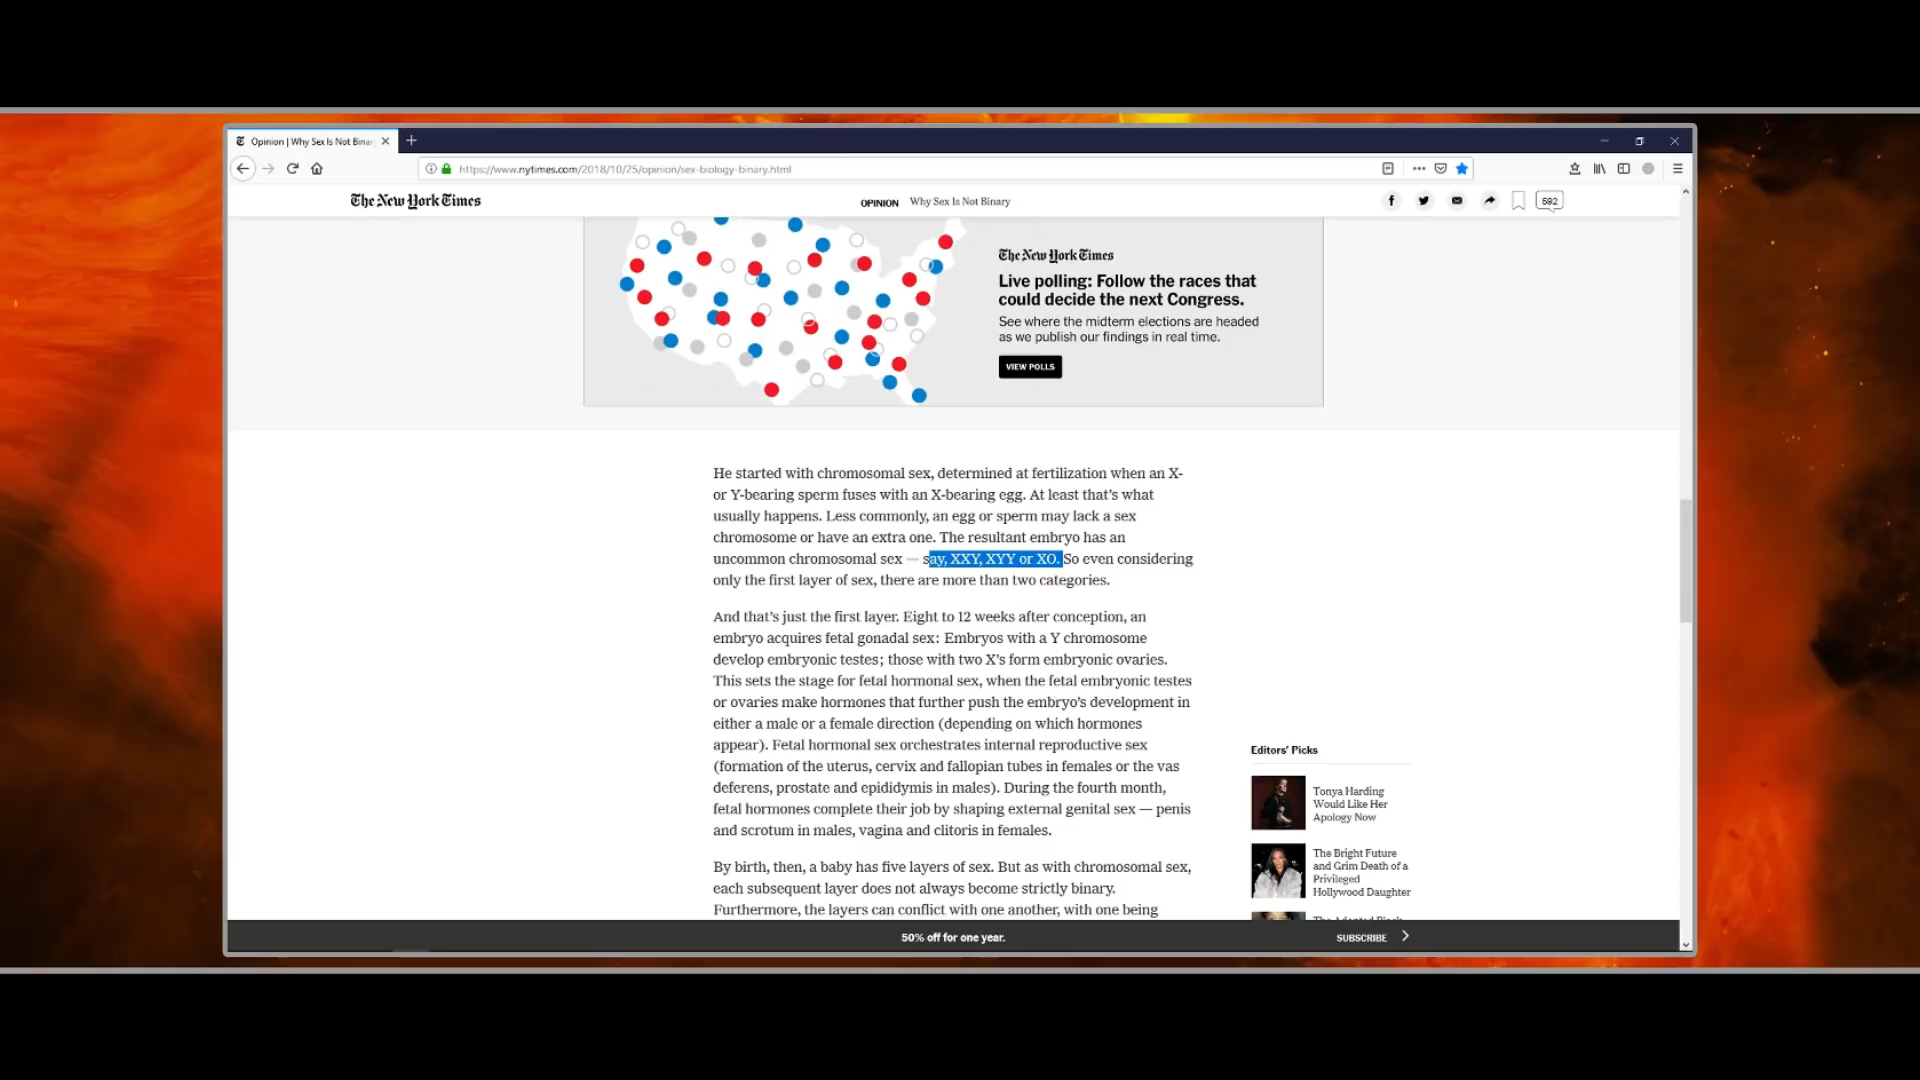 Opinion | Why Sex Is Not Bina
https://www.nytimes.com/2018/10/25/opinion/sex-biology-binary.html
The New York Times
OPINION Why Sex Is Not Binary
592
The New York Times
Live polling: Follow the races that
could decide the next Congress.
See where the midterm elections are headed
as we publish our findings in real time.
VIEW POLLS
He started with chromosomal sex, determined at fertilization when an X-
or Y-bearing sperm fuses with an X-bearing egg. At least that’s what
usually happens. Less commonly, an egg or sperm may lack a sex
chromosome or have an extra one. The resultant embryo has an
uncommon chromosomal sex — say, XXY, XYY or XO. So even considering
only the first layer of sex, there are more than two categories.
And that’s just the first layer. Eight to 12 weeks after conception, an
embryo acquires fetal gonadal sex: Embryos with a Y chromosome
develop embryonic testes; those with two X’s form embryonic ovaries.
This sets the stage for fetal hormonal sex, when the fetal embryonic testes
or ovaries make hormones that further push the embryo’s development in
either a male or a female direction (depending on which hormones
appear). Fetal hormonal sex orchestrates internal reproductive sex
(formation of the uterus, cervix and fallopian tubes in females or the vas
deferens, prostate and epididymis in males). During the fourth month,
fetal hormones complete their job by shaping external genital sex — penis
and scrotum in males, vagina and clitoris in females.
By birth, then, a baby has five layers of sex. But as with chromosomal sex,
each subsequent layer does not always become strictly binary.
Furthermore, the layers can conflict with one another, with one being
Editors’ Picks
Tonya Harding
Would Like Her
Apology Now
The Bright Future
and Grim Death of a
Privileged
Hollywood Daughter
50% off for one year.
SUBSCRIBE